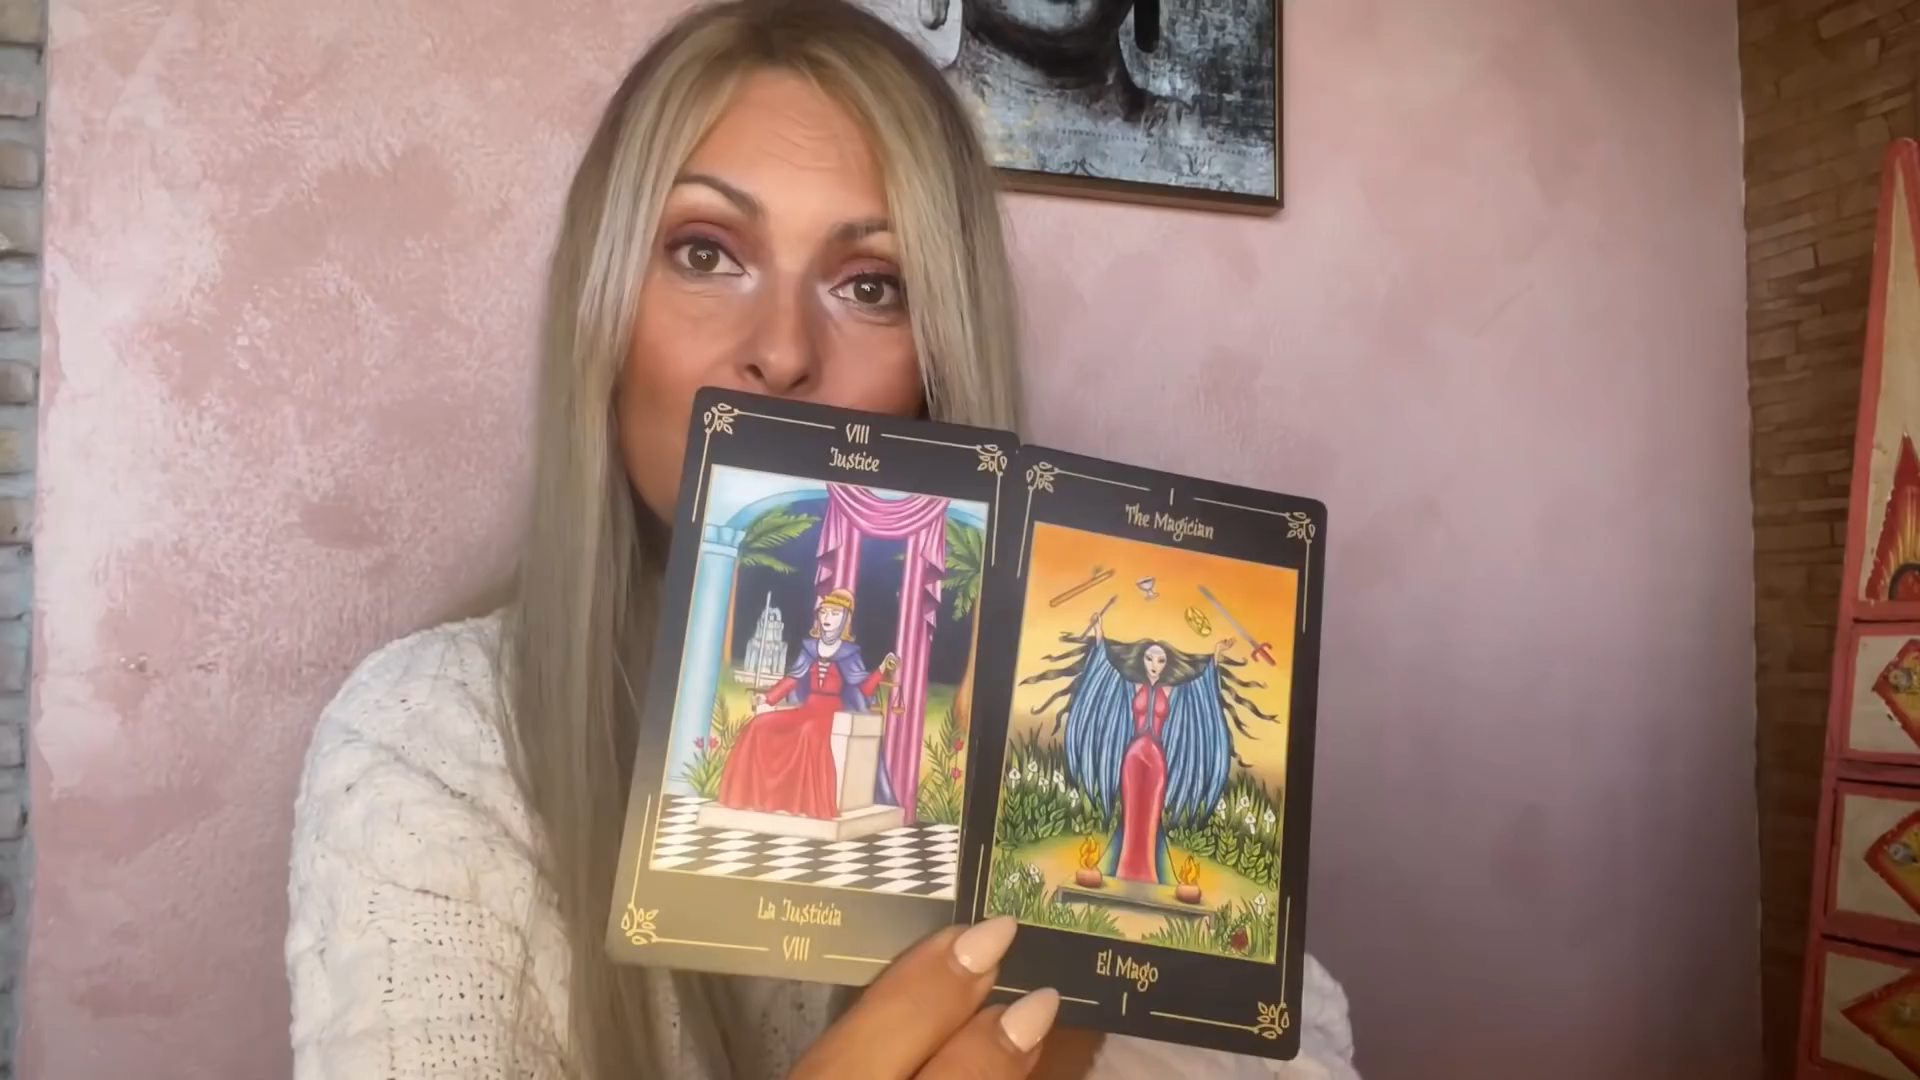 VIII
Justice
La Justicia
VIII
I
The Magician
El Mago
I